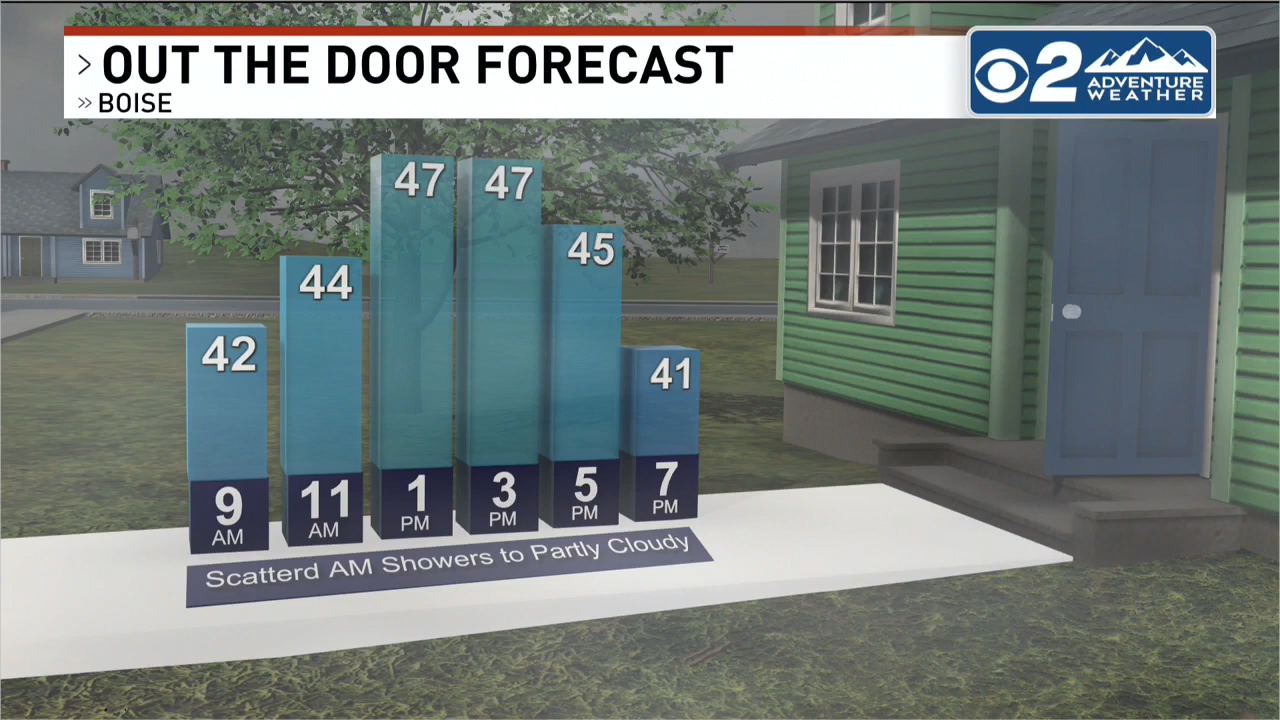 > OUT THE DOOR FORECAST
» BOISE
2 ADVENTURE
WEATHER
42
44
47
47
45
41
9
AM
11
AM
1
PM
3
PM
5
PM
7
PM
Scatterd AM Showers to Partly Cloudy